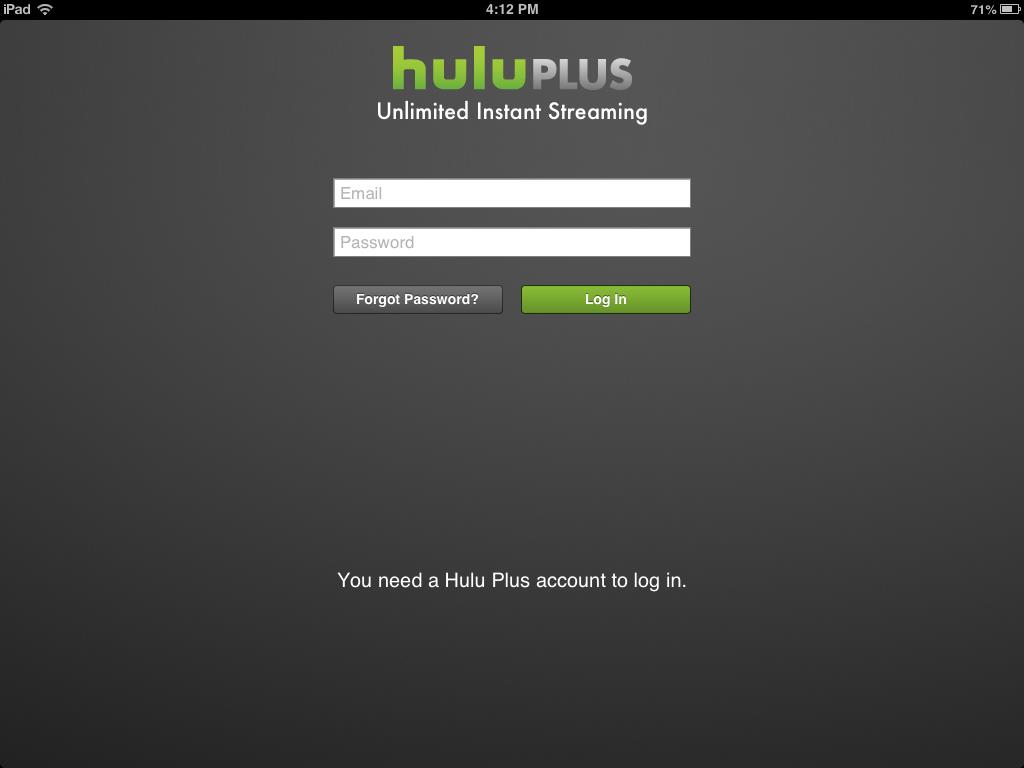 iPad 4:12 PM 71%
huluPLUS
Unlimited Instant Streaming
Email
Password
Forgot Password? Log In
You need a Hulu Plus account to log in.